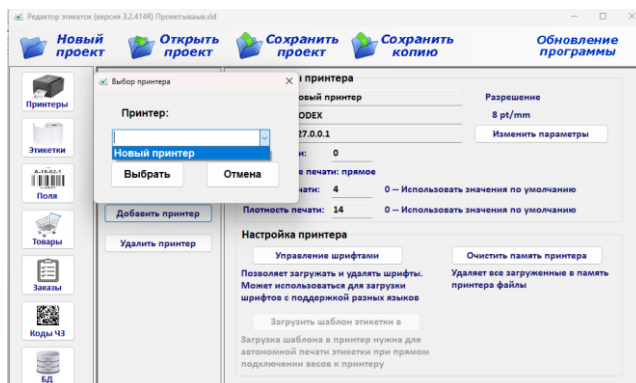 Редактор этикеток (версия 3.2.414R) Проектываыв.cld
Новый проект
Открыть проект
Сохранить проект
Сохранить копию
Обновление программы
Принтеры
Этикетки
A-10-02-1
Поля
Товары
Заказы
Коды ЧЗ
БД
Выбор принтера
Принтер:
Новый принтер
Выбрать
Отмена
Добавить принтер
Удалить принтер
принтера
овый принтер
ODEX
27.0.0.1
Разрешение
8 pt/mm
Изменить параметры
и: 0
е печати: прямое
чати: 4 0 -- Использовать значения по умолчанию
Плотность печати: 14 0 -- Использовать значения по умолчанию
Настройка принтера
Управление шрифтами
Позволяет загружать и удалять шрифты.
Может использоваться для загрузки
шрифтов с поддержкой разных языков
Очистить память принтера
Удаляет все загруженные в память
принтера файлы
Загрузить шаблон этикетки в
Загрузка шаблона в принтер нужна для
автономной печати этикетки при прямом
подключении весов к принтеру